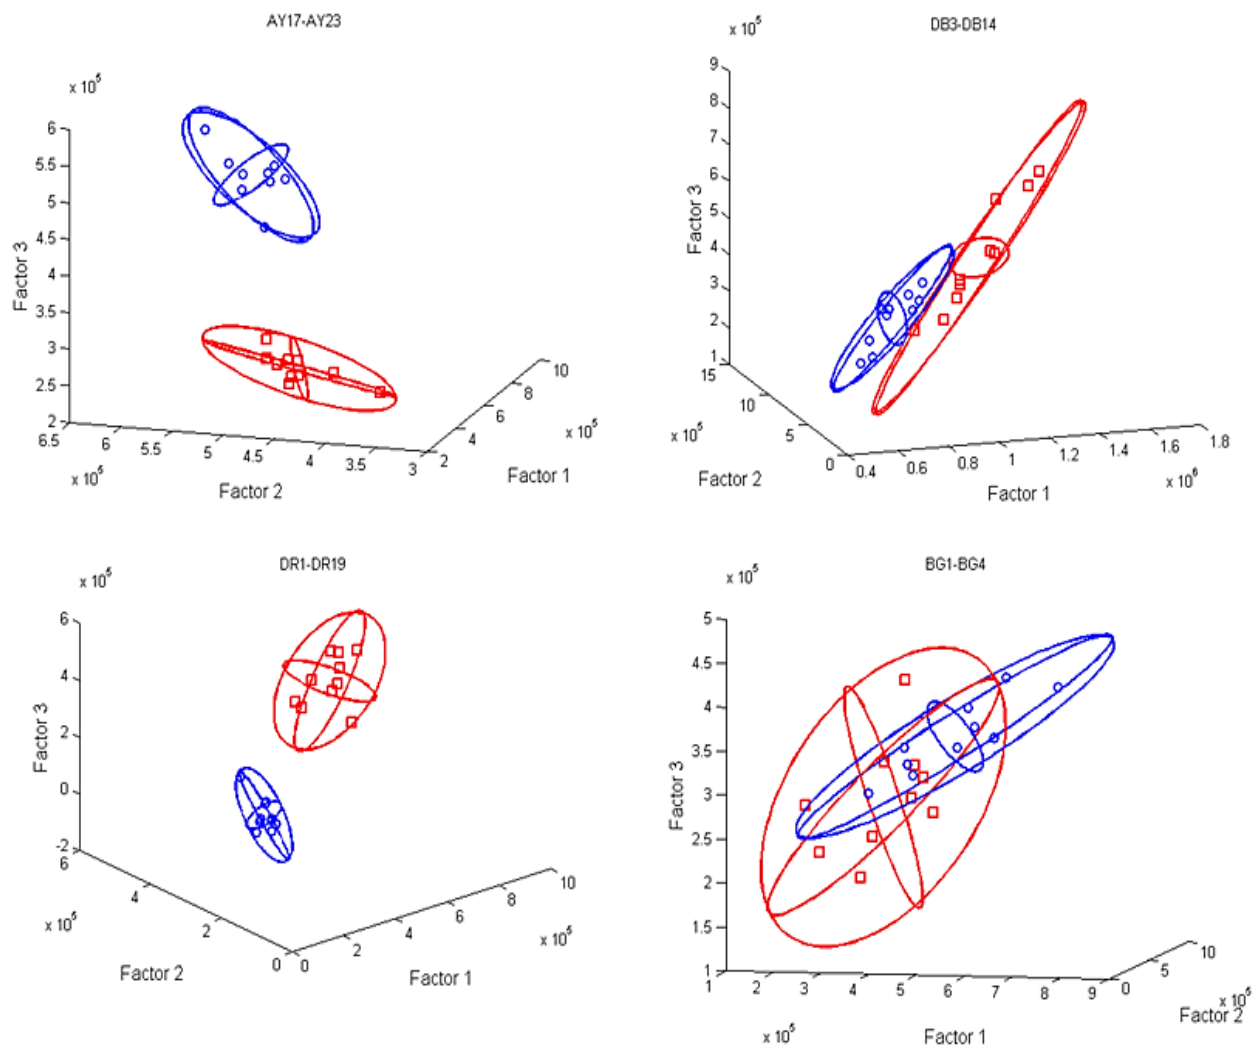 AY17-AY23
x 10^5
6
5.5
5
4.5
4
3.5
3
2.5
2
Factor 3
6.5
6
5.5
5
4.5
4
3.5
3
x 10^5
Factor 2
2
4
6
8
10
x 10^5
Factor 1
DB3-DB14
x 10^5
9
8
7
6
5
4
3
2
1
Factor 3
15
10
5
0
x 10^5
Factor 2
0.4
0.6
0.8
1
1.2
1.4
1.6
1.8
x 10^6
Factor 1
DR1-DR19
x 10^5
6
4
2
0
-2
Factor 3
6
4
2
0
x 10^5
Factor 2
0
2
4
6
8
10
x 10^5
Factor 1
BG1-BG4
x 10^5
5
4.5
4
3.5
3
2.5
2
1.5
1
Factor 3
1
2
3
4
5
6
7
8
9
x 10^5
Factor 1
0
5
10
x 10^5
Factor 2